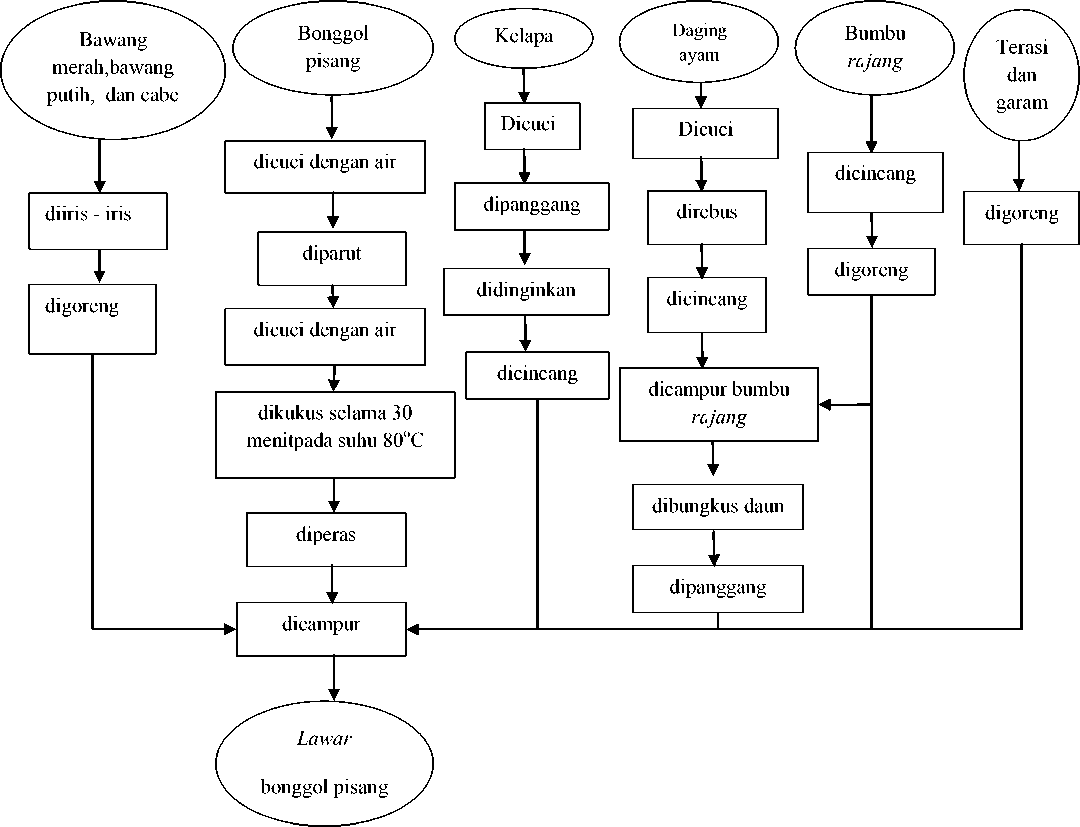 Bawang
merah,bawang
putih, dan cabe
diiris - iris
digoreng
Bonggol
pisang
dicuci dengan air
diparut
dicuci dengan air
dikukus selama 30
menitpada suhu 80°C
diperas
dicampur
Lawar
bonggol pisang
Kelapa
Dicuci
dipanggang
didinginkan
dicincang
Daging
ayam
Dicuci
direbus
dicincang
dicampur bumbu
rajang
dibungkus daun
dipanggang
Bumbu
rajang
dicincang
digoreng
Terasi
dan
garam
digoreng